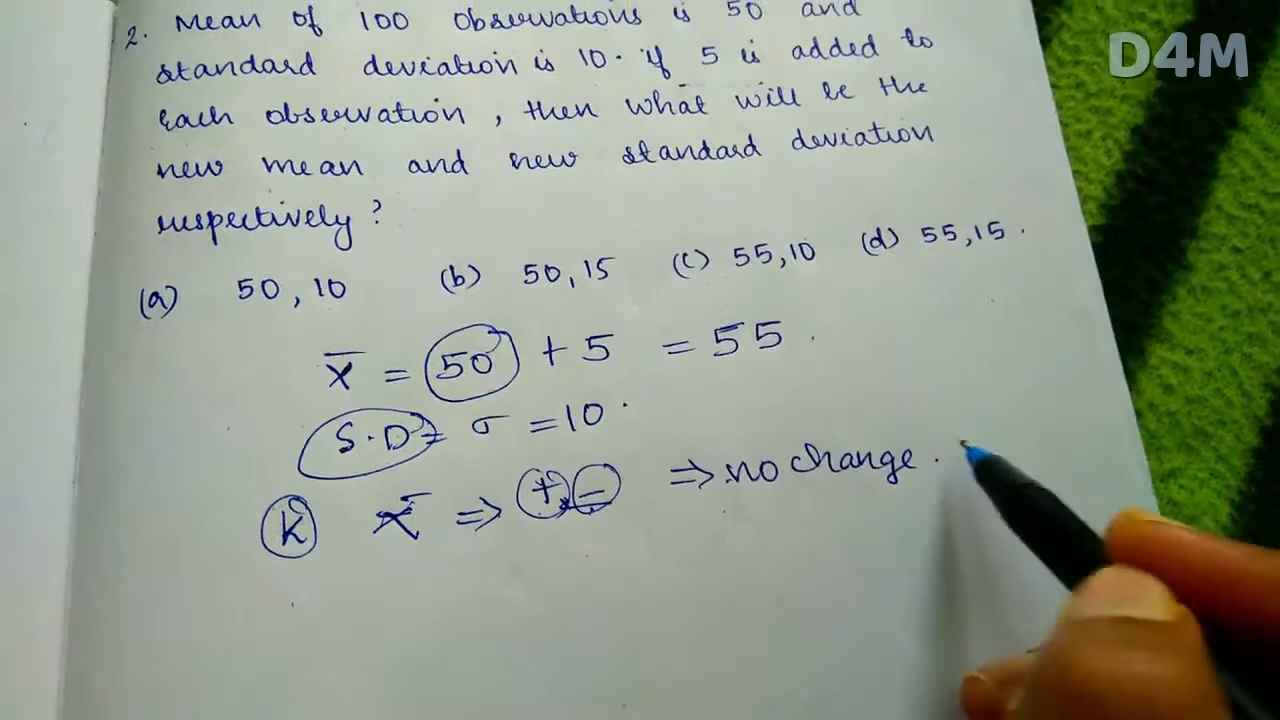 D4M
2. Mean of 100 observations is 50 and
standard deviation is 10. if 5 is added to
each observation, then what will be the
new mean and new standard deviation
respectively?
(a) 50, 10 (b) 50, 15 (c) 55, 10 (d) 55, 15.
x̅ = 50 + 5 = 55.
S.D = σ = 10.
k x̅ ⇒ +, - ⇒ no change.